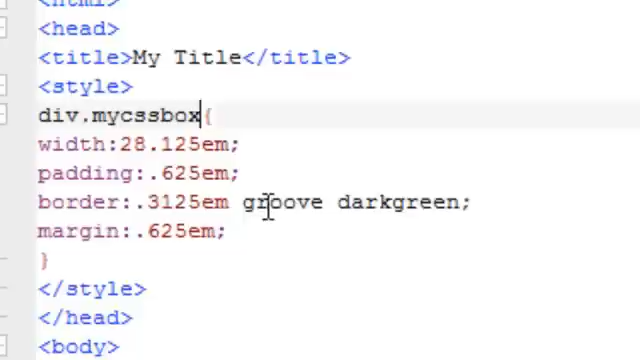 <html>
<head>
<title>My Title</title>
<style>
div.mycssbox{
width:28.125em;
padding:.625em;
border:.3125em groove darkgreen;
margin:.625em;
}
</style>
</head>
<body>